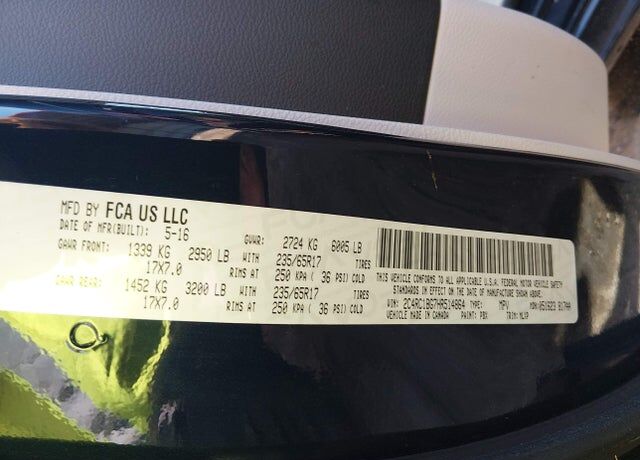 MFD BY FCA US LLC
DATE OF MFR(BUILT): 5-16 GVWR: 2724 KG 6005 LB
GAWR FRONT: 1339 KG 2950 LB WITH 235/65R17 TIRES
17X7.0 RIMS AT 250 KPA ( 36 PSI) COLD
GAWR REAR: 1452 KG 3200 LB WITH 235/65R17 TIRES
17X7.0 RIMS AT 250 KPA ( 36 PSI) COLD
THIS VEHICLE CONFORMS TO ALL APPLICABLE U.S.A. FEDERAL MOTOR VEHICLE SAFETY
STANDARDS IN EFFECT ON THE DATE OF MANUFACTURE SHOWN ABOVE.
VIN: 2C4RC1BG7HR514664 TYPE: MPV MDH:
VEHICLE MADE IN CANADA PAINT: PBX TRIM: